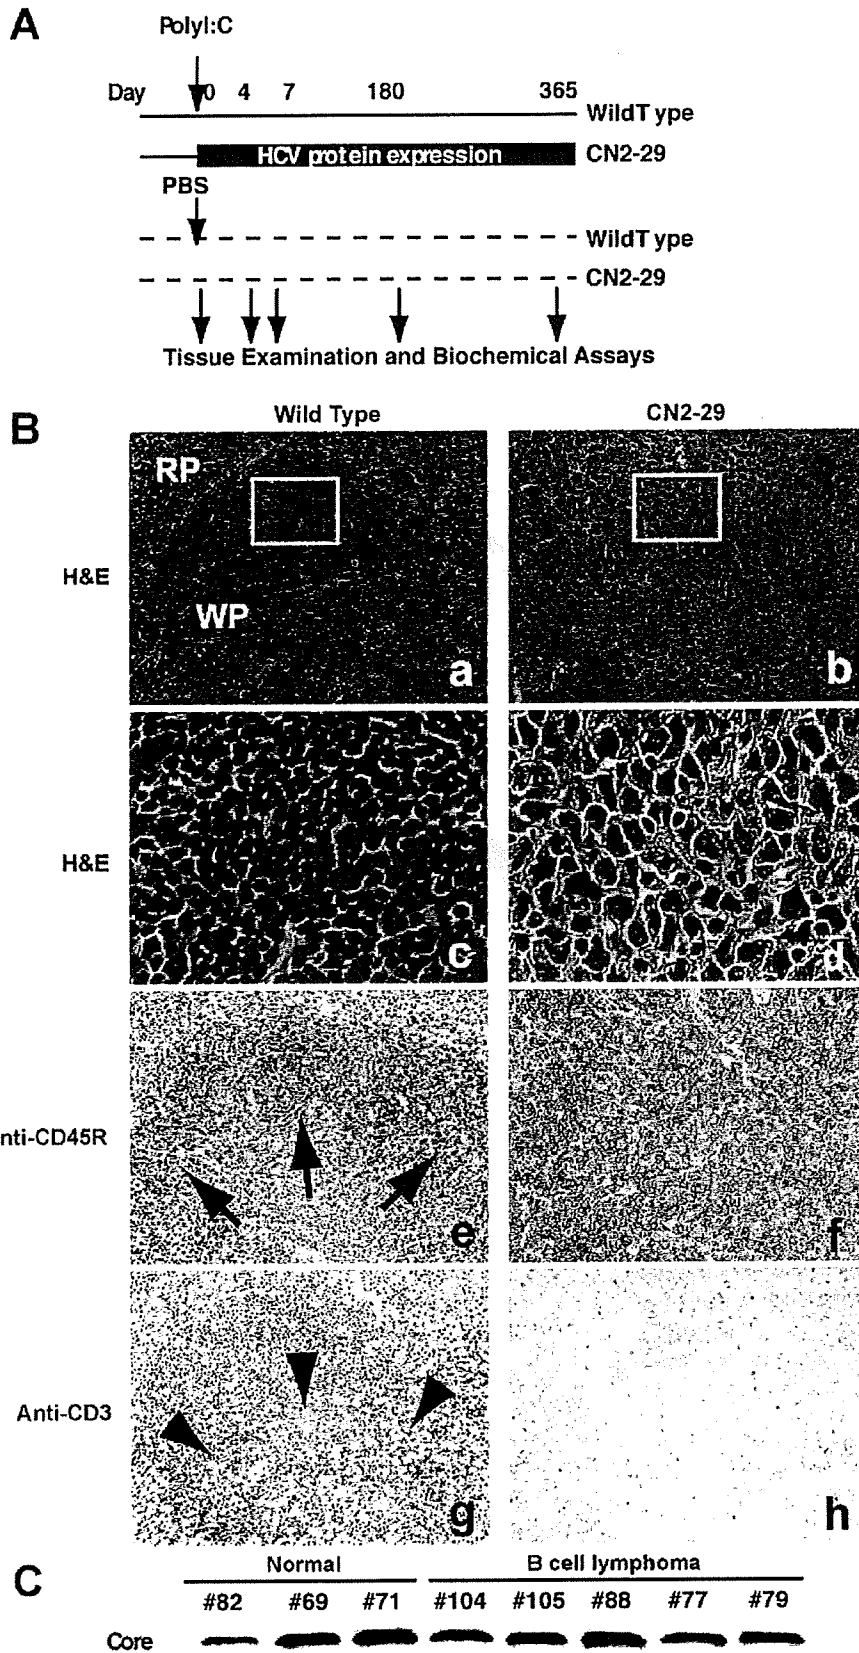 A
PolyI:C
Day 0 4 7 180 365
WildT ype
HCV protein expression CN2-29
PBS
WildT ype
CN2-29
Tissue Examination and Biochemical Assays
B
Wild Type CN2-29
RP
H&E
WP
a b
H&E
c d
nti-CD45R
e f
Anti-CD3
g h
C
Normal B cell lymphoma
#82 #69 #71 #104 #105 #88 #77 #79
Core